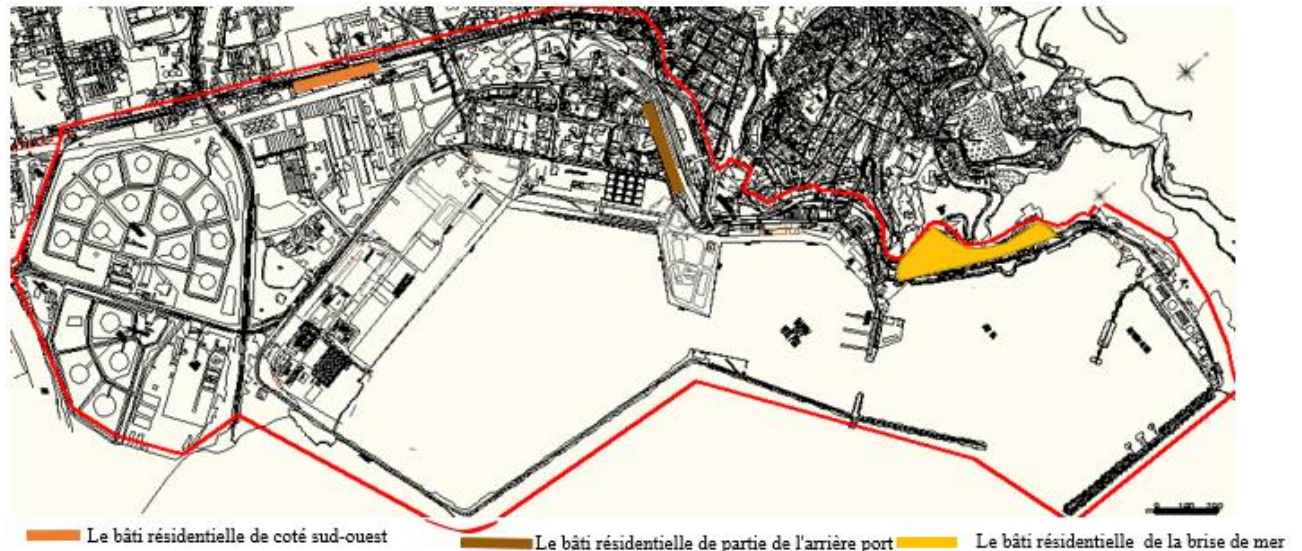 Le bâti résidentielle de coté sud-ouest
Le bâti résidentielle de partie de l'arrière port
Le bâti résidentielle de la brise de mer